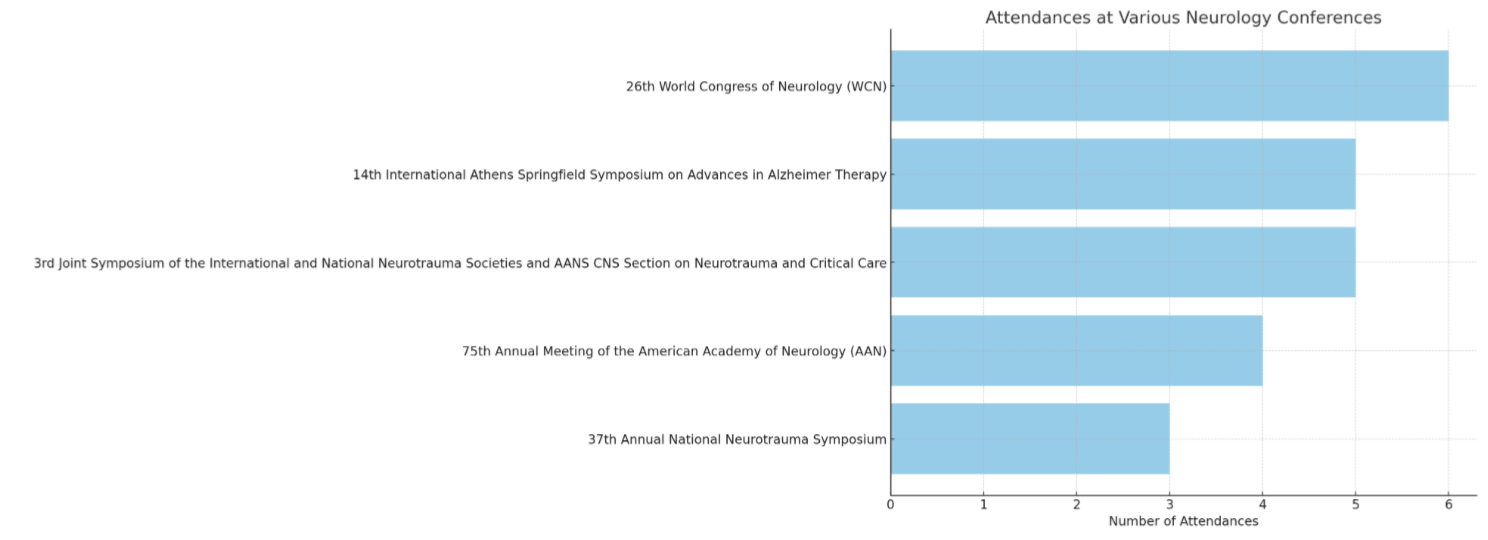 Attendances at Various Neurology Conferences
26th World Congress of Neurology (WCN)
14th International Athens Springfield Symposium on Advances in Alzheimer Therapy
3rd Joint Symposium of the International and National Neurotrauma Societies and AANS CNS Section on Neurotrauma and Critical Care
75th Annual Meeting of the American Academy of Neurology (AAN)
37th Annual National Neurotrauma Symposium
0 1 2 3 4 5 6
Number of Attendances